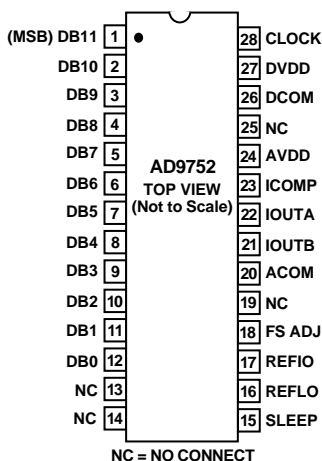 (MSB) DB11 1 28 CLOCK
DB10 2 27 DVDD
DB9 3 26 DCOM
DB8 4 25 NC
DB7 5 24 AVDD
DB6 6 23 ICOMP
DB5 7 22 IOUTA
DB4 8 21 IOUTB
DB3 9 20 ACOM
DB2 10 19 NC
DB1 11 18 FS ADJ
DB0 12 17 REFIO
NC 13 16 REFLO
NC 14 15 SLEEP
AD9752
TOP VIEW
(Not to Scale)
NC = NO CONNECT